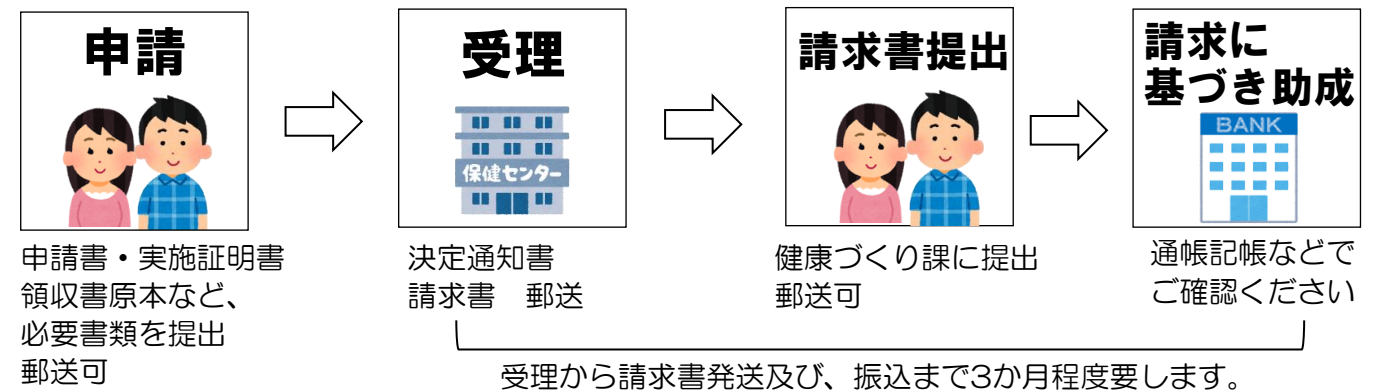 申請
申請書・実施証明書
領収書原本など、
必要書類を提出
郵送可
受理
保健センター
決定通知書
請求書　郵送
請求書提出
健康づくり課に提出
郵送可
請求に
基づき助成
BANK
通帳記帳などで
ご確認ください
受理から請求書発送及び、振込まで3か月程度要します。